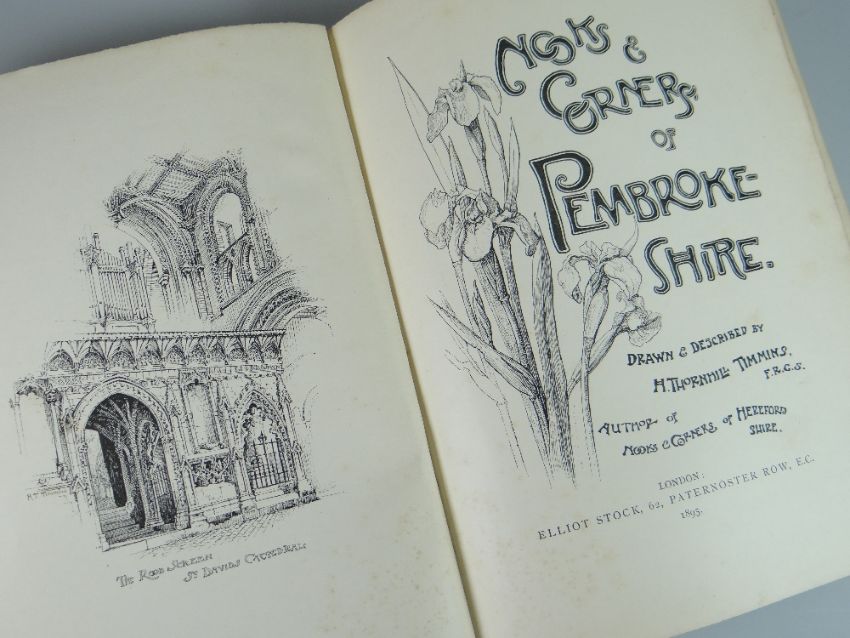 THE ROOD SCREEN
ST DAVIDS CATHEDRAL
NOOKS &
CORNERS,
OF
PEMBROKE-
SHIRE.
DRAWN & DESCRIBED BY
H. THORNHILL TIMMINS,
F.R.G.S.
AUTHOR OF
NOOKS & CORNERS OF HEREFORD
SHIRE.
LONDON:
ELLIOT STOCK, 62, PATERNOSTER ROW, E.C.
1895.